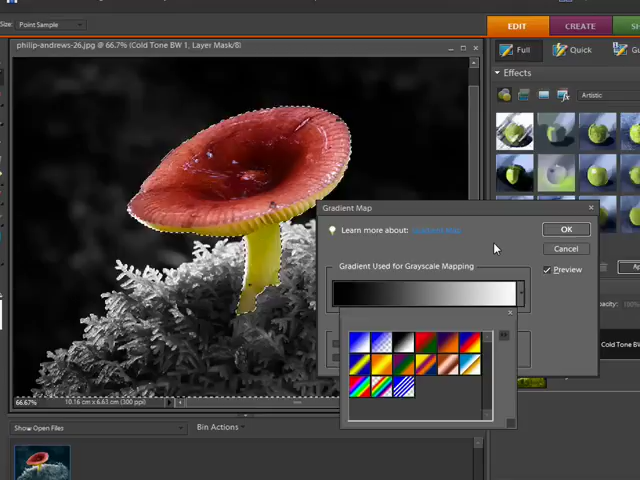 Size: Point Sample
EDIT
CREATE
philip-andrews-26.jpg @ 66.7% (Cold Tone BW 1, Layer Mask/8)
Full
Quick
Effects
Artistic
Gradient Map
Learn more about: Gradient Map
OK
Cancel
Gradient Used for Grayscale Mapping
Preview
Cold Tone BW
66.67%
10.16 cm x 6.63 cm (300 ppi)
Show Open Files
Bin Actions